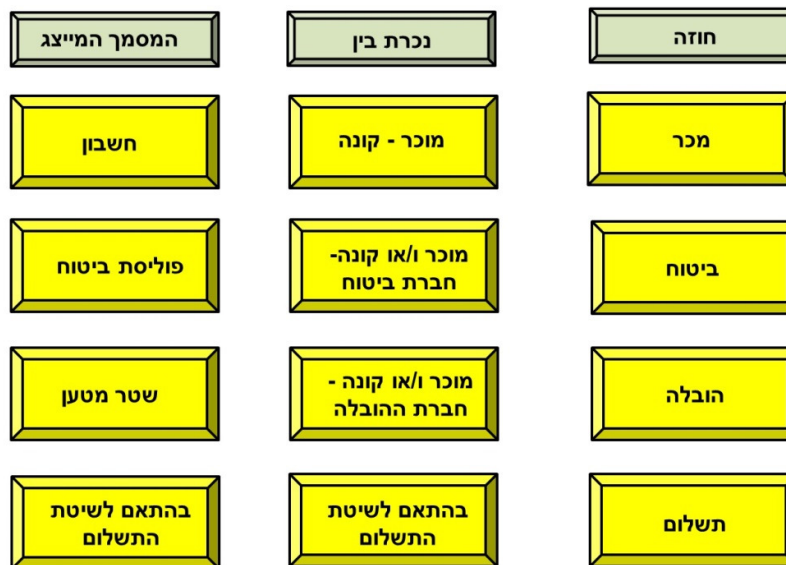 חוזה
נכרת בין
המסמך המייצג
מכר
מוכר - קונה
חשבון
ביטוח
מוכר ו/או קונה-
חברת ביטוח
פוליסת ביטוח
הובלה
מוכר ו/או קונה -
חברת ההובלה
שטר מטען
תשלום
בהתאם לשיטת
התשלום
בהתאם לשיטת
התשלום